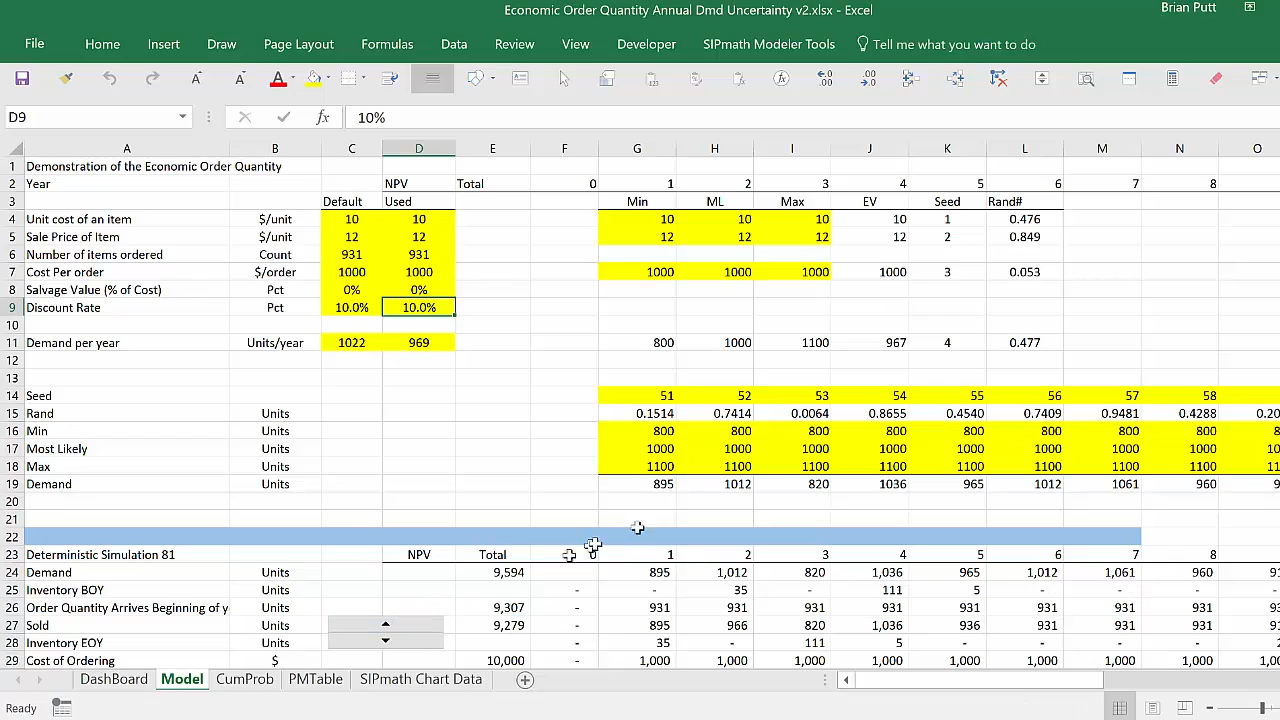 Economic Order Quantity Annual Dmd Uncertainty v2.xlsx - Excel
Brian Putt
File Home Insert Draw Page Layout Formulas Data Review View Developer SIPmath Modeler Tools Tell me what you want to do
D9 fx 10%
A B C D E F G H I J K L M N O
1 Demonstration of the Economic Order Quantity
2 Year NPV Total 0 1 2 3 4 5 6 7 8
3 Default Used Min ML Max EV Seed Rand#
4 Unit cost of an item $/unit 10 10 10 10 10 10 1 0.476
5 Sale Price of Item $/unit 12 12 12 12 12 12 2 0.849
6 Number of items ordered Count 931 931
7 Cost Per order $/order 1000 1000 1000 1000 1000 1000 3 0.053
8 Salvage Value (% of Cost) Pct 0% 0%
9 Discount Rate Pct 10.0% 10.0%
10
11 Demand per year Units/year 1022 969 800 1000 1100 967 4 0.477
12
13
14 Seed 51 52 53 54 55 56 57 58
15 Rand Units 0.1514 0.7414 0.0064 0.8655 0.4540 0.7409 0.9481 0.4288 0.20
16 Min Units 800 800 800 800 800 800 800 800 8
17 Most Likely Units 1000 1000 1000 1000 1000 1000 1000 1000 10
18 Max Units 1100 1100 1100 1100 1100 1100 1100 1100 11
19 Demand Units 895 1012 820 1036 965 1012 1061 960 9
20
21
22
23 Deterministic Simulation 81 NPV Total 0 1 2 3 4 5 6 7 8
24 Demand Units 9,594 895 1,012 820 1,036 965 1,012 1,061 960 91
25 Inventory BOY Units - - 35 - 111 5 - - -
26 Order Quantity Arrives Beginning of y Units 9,307 - 931 931 931 931 931 931 931 931 93
27 Sold Units 9,279 - 895 966 820 1,036 936 931 931 931 91
28 Inventory EOY Units - 35 - 111 5 - - - - 2
29 Cost of Ordering $ 10,000 - 1,000 1,000 1,000 1,000 1,000 1,000 1,000 1,000 1,00
DashBoard Model CumProb PMTable SIPmath Chart Data
Ready